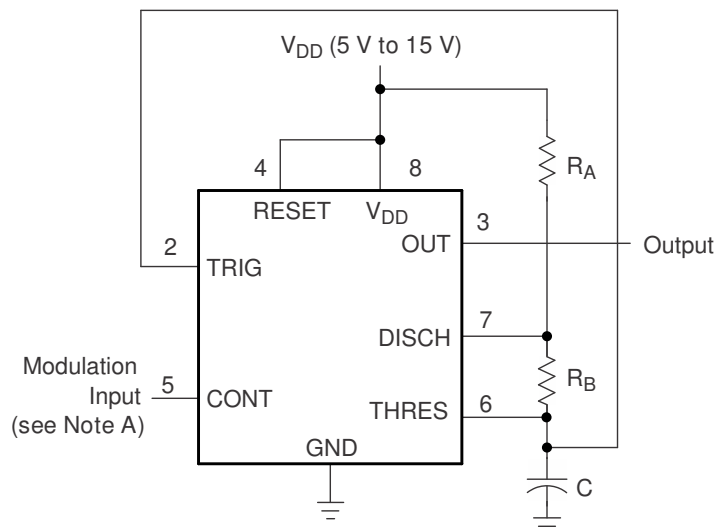 V_DD (5 V to 15 V)
4
8
R_A
RESET
V_DD
3
2
OUT
Output
TRIG
7
DISCH
Modulation
Input
(see Note A)
5
CONT
R_B
6
THRES
GND
C